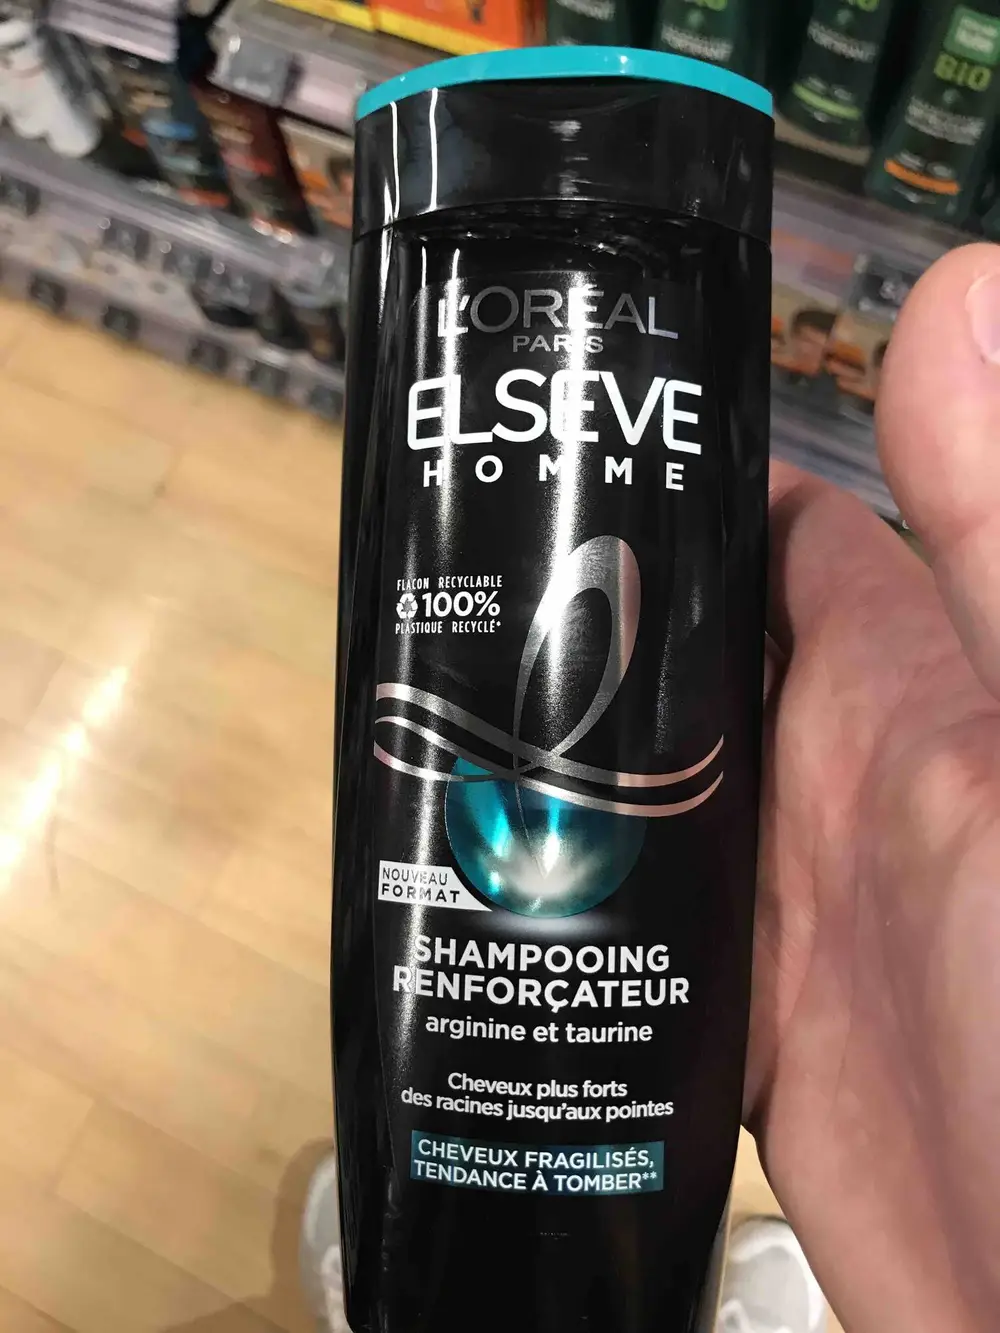 L'ORÉAL
PARIS
ELSEVE
HOMME
FLACON RECYCLABLE
100%
PLASTIQUE RECYCLÉ*
NOUVEAU
FORMAT
SHAMPOOING
RENFORÇATEUR
arginine et taurine
Cheveux plus forts
des racines jusqu'aux pointes
CHEVEUX FRAGILISÉS,
TENDANCE À TOMBER**
BIO